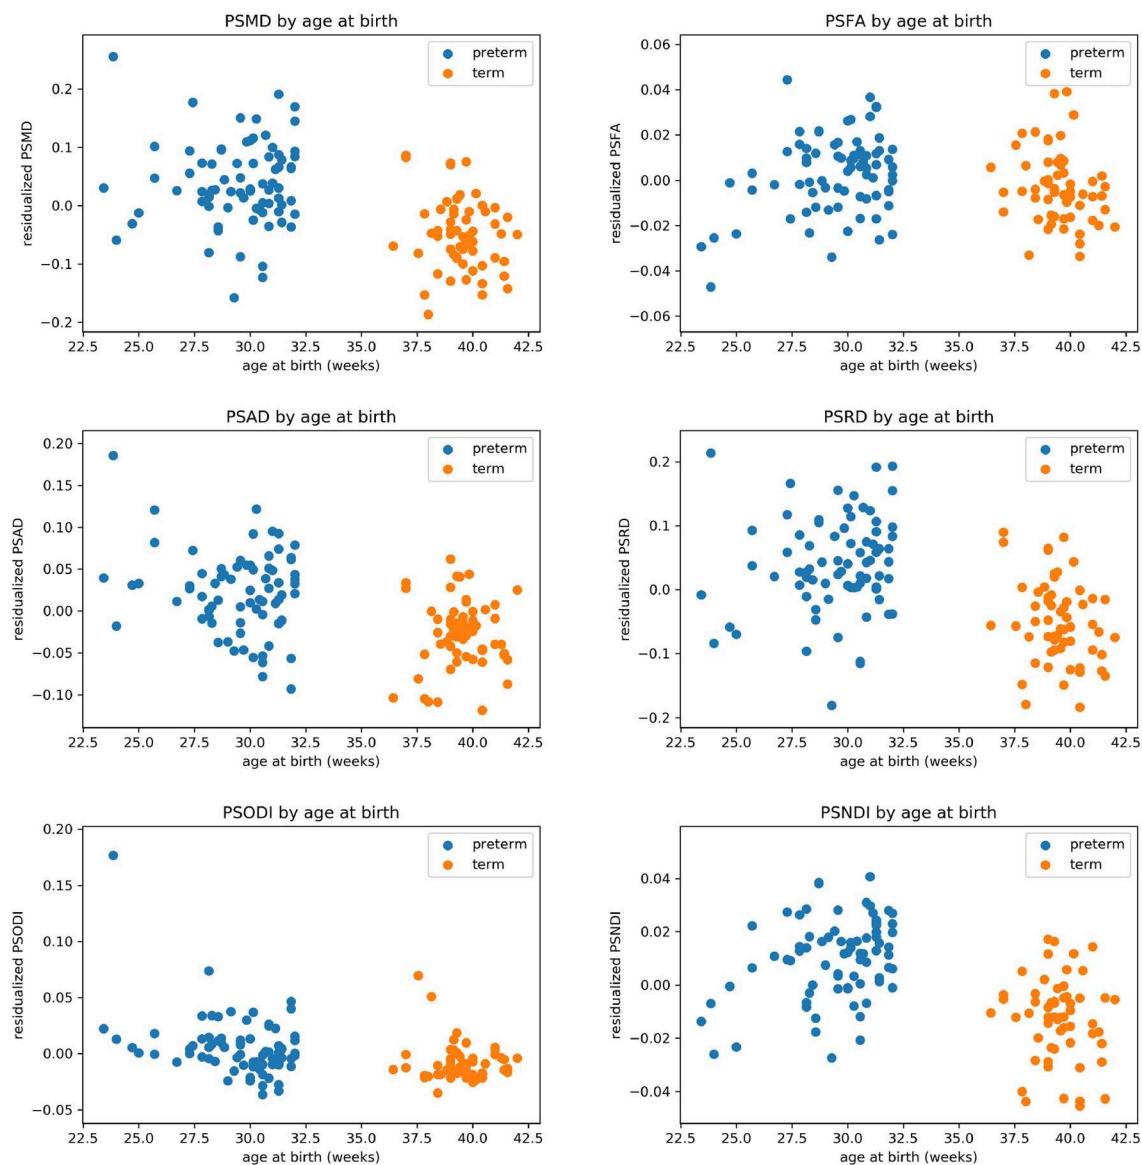 PSMD by age at birth
preterm
term
residualized PSMD
0.2
0.1
0.0
−0.1
−0.2
22.5 25.0 27.5 30.0 32.5 35.0 37.5 40.0 42.5
age at birth (weeks)
PSFA by age at birth
preterm
term
residualized PSFA
0.06
0.04
0.02
0.00
−0.02
−0.04
−0.06
22.5 25.0 27.5 30.0 32.5 35.0 37.5 40.0 42.5
age at birth (weeks)
PSAD by age at birth
preterm
term
residualized PSAD
0.20
0.15
0.10
0.05
0.00
−0.05
−0.10
22.5 25.0 27.5 30.0 32.5 35.0 37.5 40.0 42.5
age at birth (weeks)
PSRD by age at birth
preterm
term
residualized PSRD
0.2
0.1
0.0
−0.1
−0.2
22.5 25.0 27.5 30.0 32.5 35.0 37.5 40.0 42.5
age at birth (weeks)
PSODI by age at birth
preterm
term
residualized PSODI
0.20
0.15
0.10
0.05
0.00
−0.05
22.5 25.0 27.5 30.0 32.5 35.0 37.5 40.0 42.5
age at birth (weeks)
PSNDI by age at birth
preterm
term
residualized PSNDI
0.04
0.02
0.00
−0.02
−0.04
22.5 25.0 27.5 30.0 32.5 35.0 37.5 40.0 42.5
age at birth (weeks)